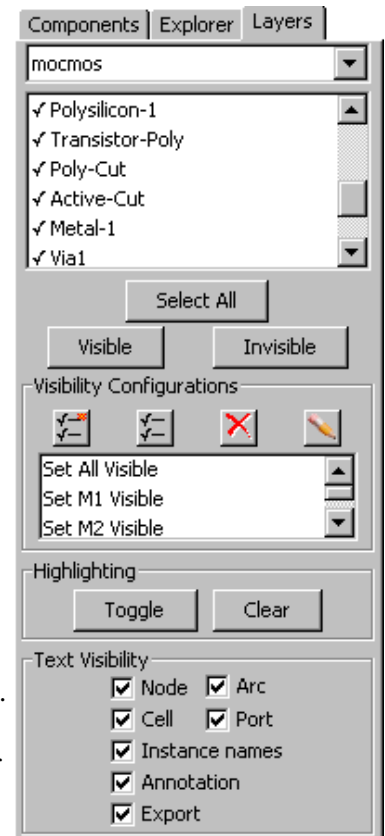 Components Explorer Layers
mocmos
✓ Polysilicon-1
✓ Transistor-Poly
✓ Poly-Cut
✓ Active-Cut
✓ Metal-1
✓ Via1
Select All
Visible Invisible
Visibility Configurations
Set All Visible
Set M1 Visible
Set M2 Visible
Highlighting
Toggle Clear
Text Visibility
Node Arc
Cell Port
Instance names
Annotation
Export